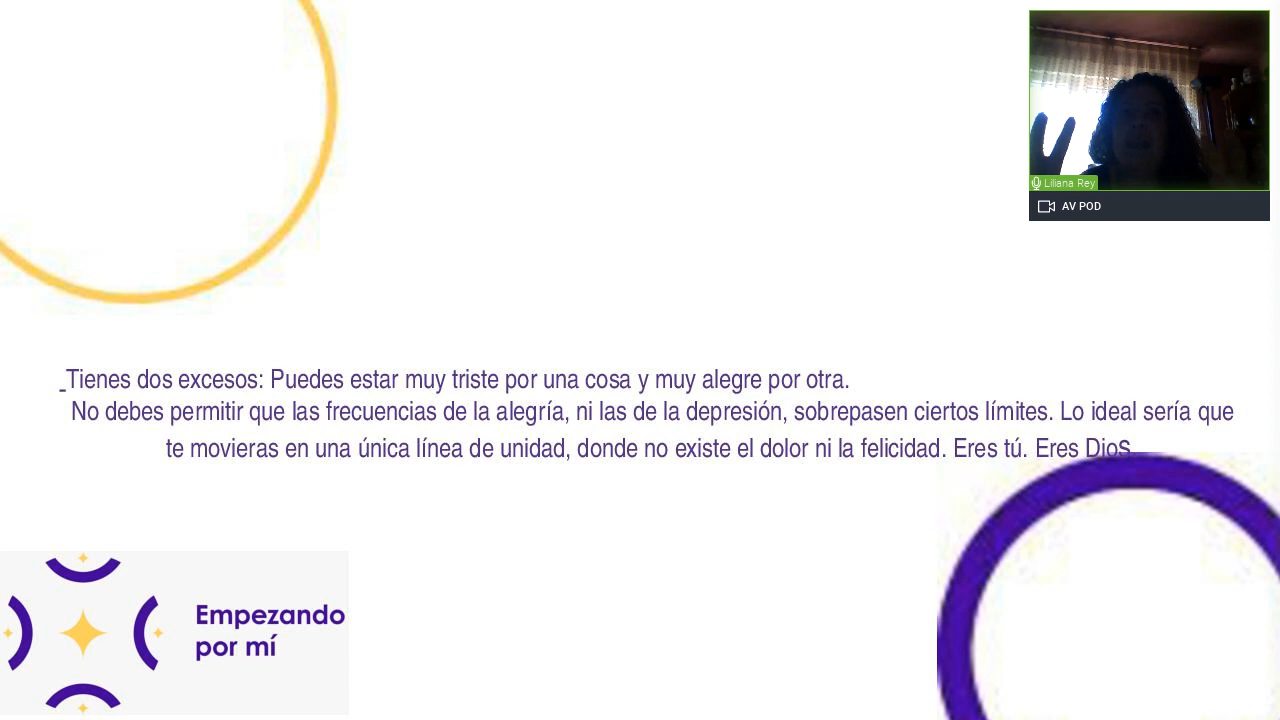 Liliana Rey
AV POD
Tienes dos excesos: Puedes estar muy triste por una cosa y muy alegre por otra.
No debes permitir que las frecuencias de la alegría, ni las de la depresión, sobrepasen ciertos límites. Lo ideal sería que
te movieras en una única línea de unidad, donde no existe el dolor ni la felicidad. Eres tú. Eres Dios.
Empezando
por mí